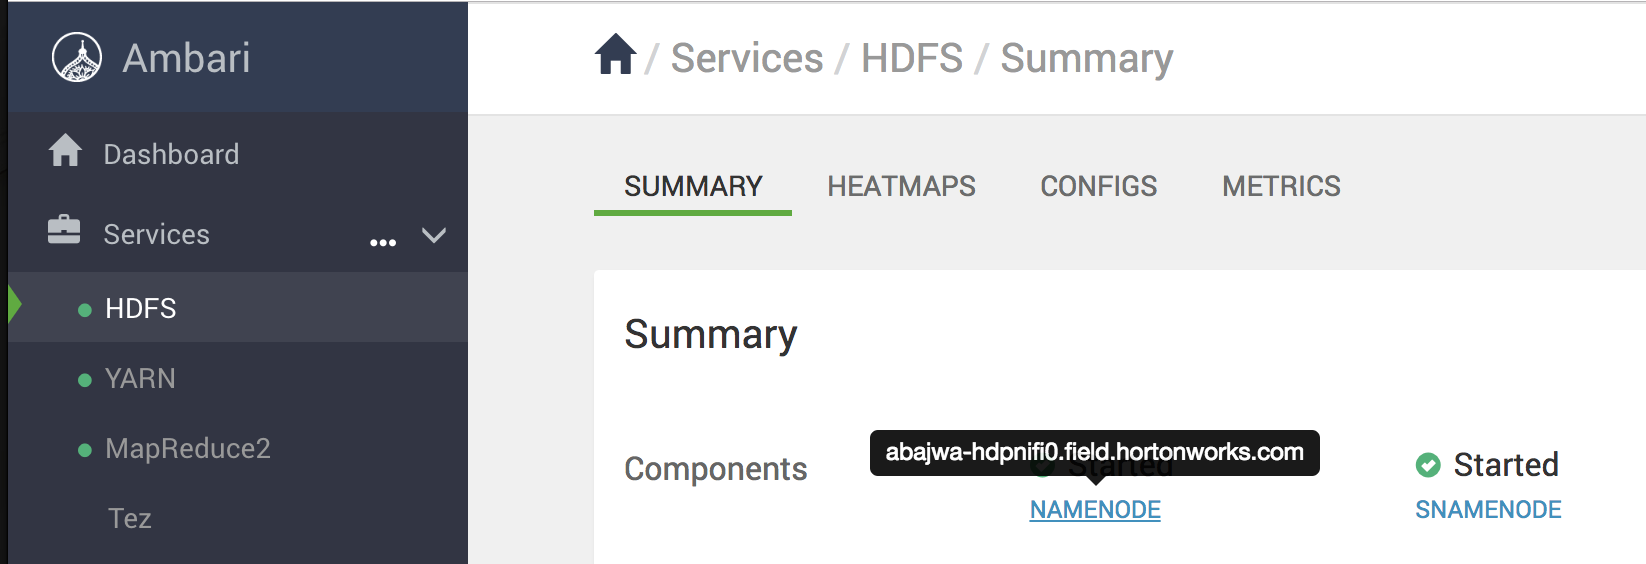 Ambari
/ Services / HDFS / Summary
Dashboard
Services
...
HDFS
YARN
MapReduce2
Tez
SUMMARY HEATMAPS CONFIGS METRICS
Summary
Components
abajwa-hdpnifi0.field.hortonworks.com
Started
NAMENODE
Started
SNAMENODE